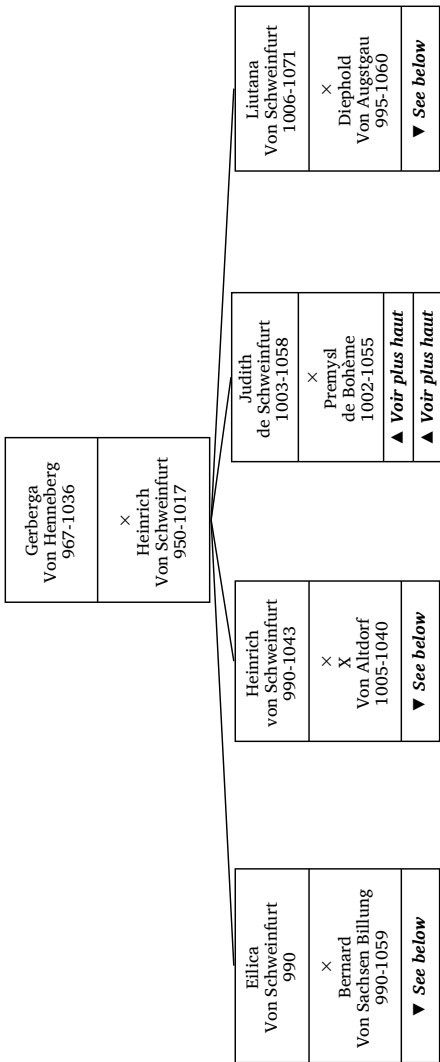 Gerberga
Von Henneberg
967-1036
×
Heinrich
Von Schweinfurt
950-1017
Eilica
Von Schweinfurt
990
×
Bernard
Von Sachsen Billung
990-1059
▼ See below
Heinrich
von Schweinfurt
990-1043
×
X
Von Altdorf
1005-1040
▼ See below
Judith
de Schweinfurt
1003-1058
×
Premysl
de Bohème
1002-1055
▲ Voir plus haut
▲ Voir plus haut
Liutana
Von Schweinfurt
1006-1071
×
Diephold
Von Augstgau
995-1060
▼ See below